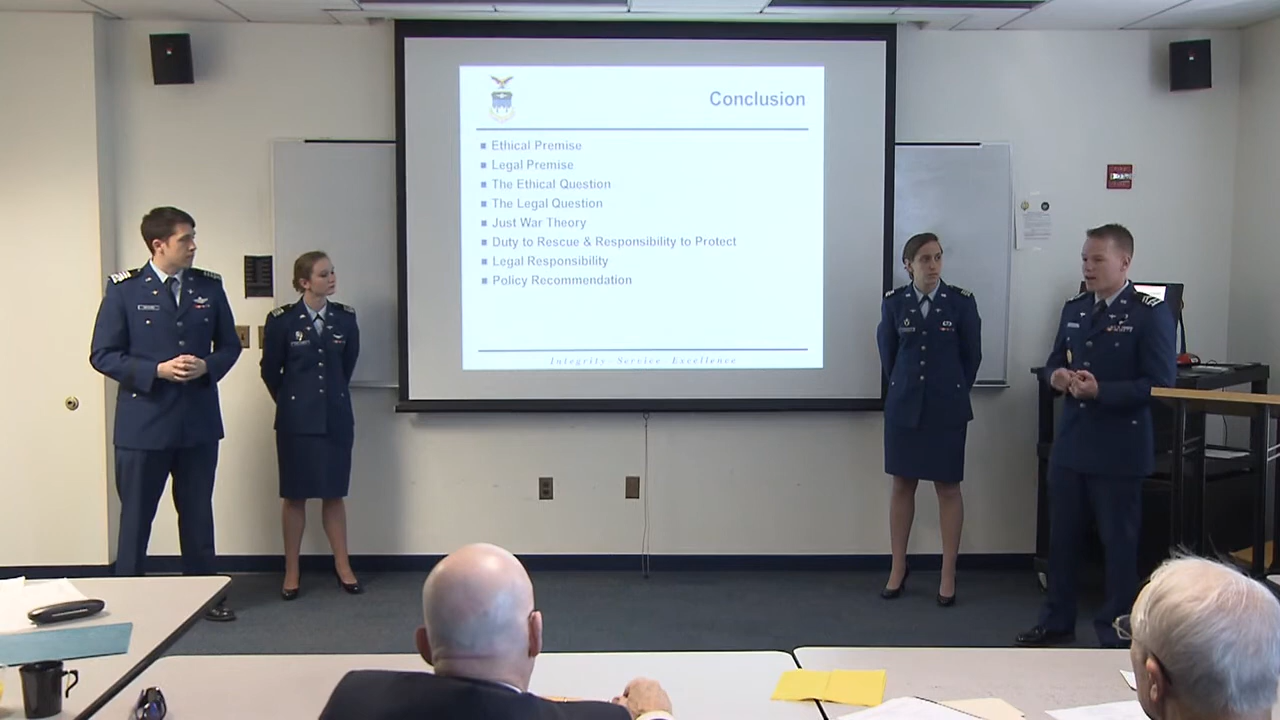 Conclusion
Ethical Premise
Legal Premise
The Ethical Question
The Legal Question
Just War Theory
Duty to Rescue & Responsibility to Protect
Legal Responsibility
Policy Recommendation
Integrity - Service - Excellence